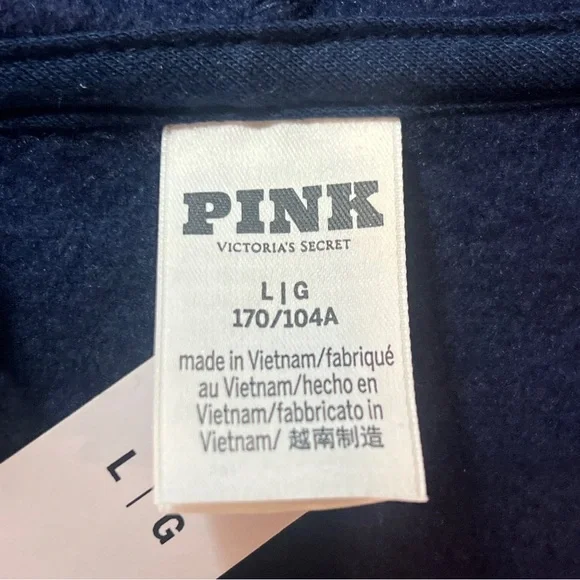 PINK
VICTORIA'S SECRET
L|G
170/104A
made in Vietnam/fabriqué
au Vietnam/hecho en
Vietnam/fabbricato in
Vietnam/ 越南制造
L|G